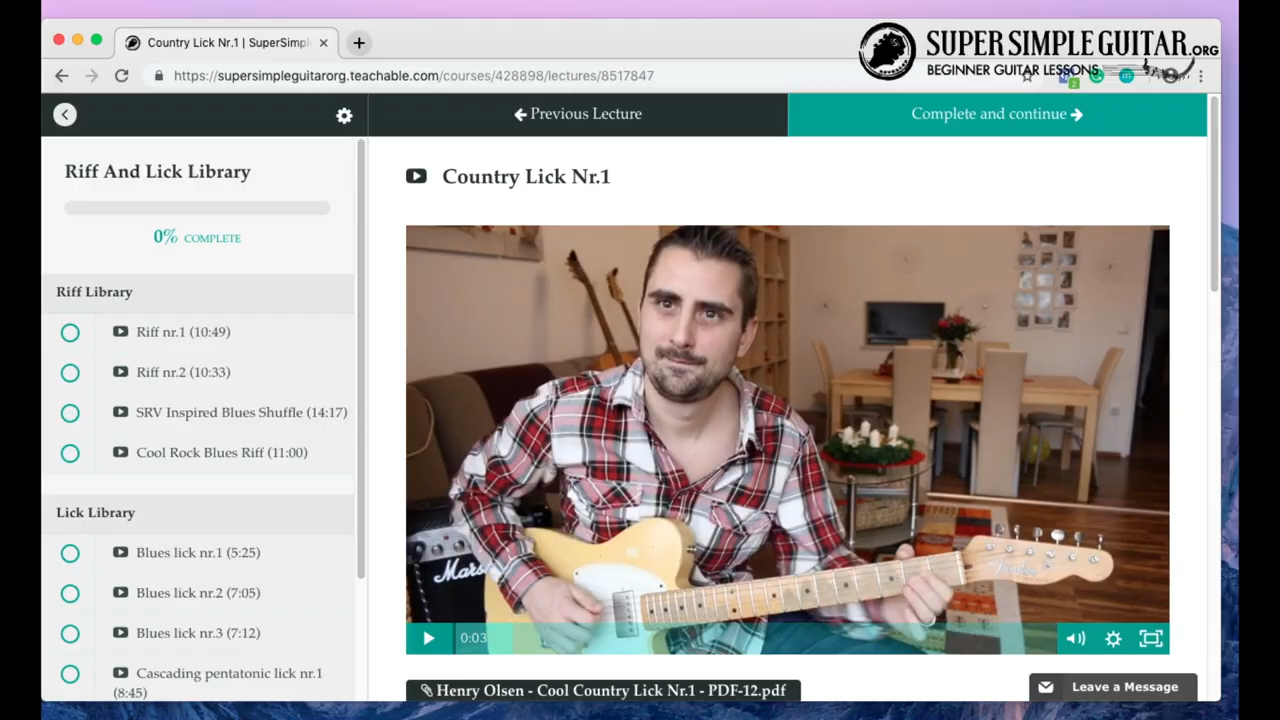 Country Lick Nr.1 | SuperSimpl
SUPER SIMPLE GUITAR.ORG
BEGINNER GUITAR LESSONS
https://supersimpleguitarorg.teachable.com/courses/428898/lectures/8517847
2
Previous Lecture
Complete and continue
Riff And Lick Library
0% COMPLETE
Riff Library
Riff nr.1 (10:49)
Riff nr.2 (10:33)
SRV Inspired Blues Shuffle (14:17)
Cool Rock Blues Riff (11:00)
Lick Library
Blues lick nr.1 (5:25)
Blues lick nr.2 (7:05)
Blues lick nr.3 (7:12)
Cascading pentatonic lick nr.1
(8:45)
Country Lick Nr.1
Mars
Fender
0:03
Henry Olsen - Cool Country Lick Nr.1 - PDF-12.pdf
Leave a Message